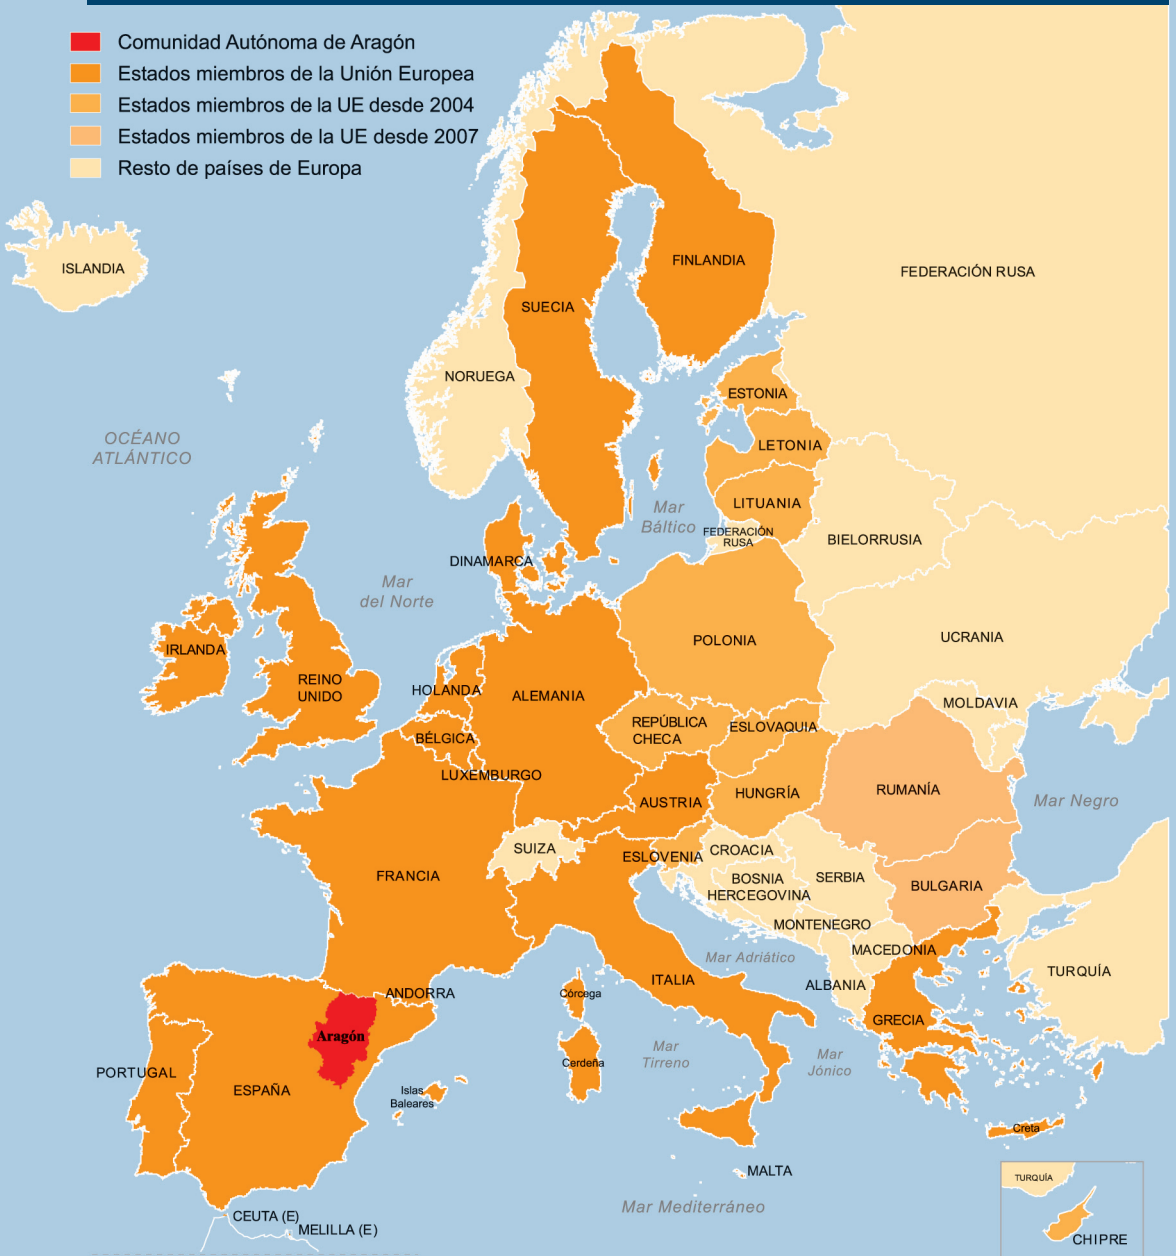 Comunidad Autónoma de Aragón
Estados miembros de la Unión Europea
Estados miembros de la UE desde 2004
Estados miembros de la UE desde 2007
Resto de países de Europa
ISLANDIA
FINLANDIA
FEDERACIÓN RUSA
SUECIA
NORUEGA
ESTONIA
OCÉANO
ATLÁNTICO
LETONIA
LITUANIA
Mar
Báltico
FEDERACIÓN
RUSA
BIELORRUSIA
DINAMARCA
Mar
del Norte
IRLANDA
POLONIA
UCRANIA
REINO
UNIDO
HOLANDA
ALEMANIA
MOLDAVIA
REPÚBLICA
CHECA
ESLOVAQUIA
BÉLGICA
LUXEMBURGO
AUSTRIA
HUNGRÍA
RUMANÍA
Mar Negro
SUIZA
ESLOVENIA
CROACIA
FRANCIA
BOSNIA
HERCEGOVINA
SERBIA
BULGARIA
MONTENEGRO
MACEDONIA
Mar Adriático
ITALIA
TURQUÍA
ALBANIA
ANDORRA
Córcega
GRECIA
Aragón
Mar
Tirreno
Cerdeña
Mar
Jónico
PORTUGAL
ESPAÑA
Islas
Baleares
Creta
MALTA
TURQUÍA
Mar Mediterráneo
CEUTA (E)
MELILLA (E)
CHIPRE